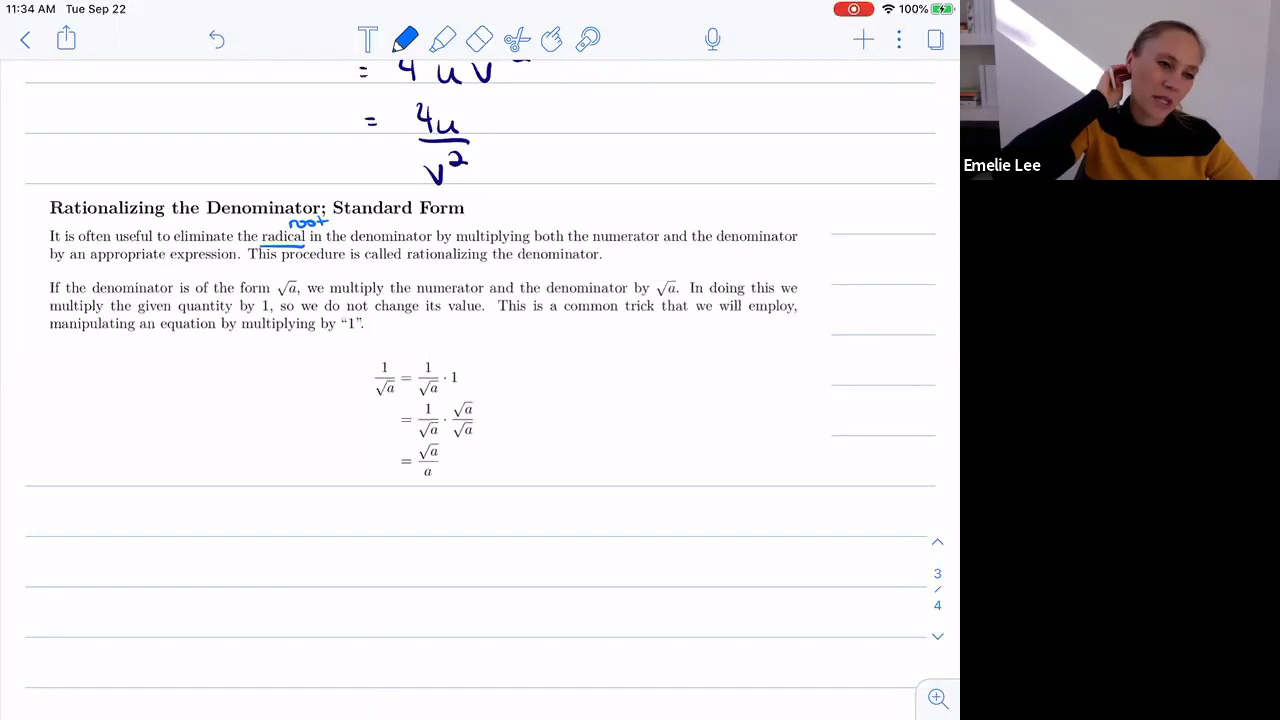 11:34 AM Tue Sep 22
100%
= 4 u v
= 4u
v²
Rationalizing the Denominator; Standard Form
root
It is often useful to eliminate the radical in the denominator by multiplying both the numerator and the denominator
by an appropriate expression. This procedure is called rationalizing the denominator.
If the denominator is of the form √a, we multiply the numerator and the denominator by √a. In doing this we
multiply the given quantity by 1, so we do not change its value. This is a common trick that we will employ,
manipulating an equation by multiplying by “1”.
1/√a = 1/√a · 1
= 1/√a · √a/√a
= √a/a
3
/
4
Emelie Lee